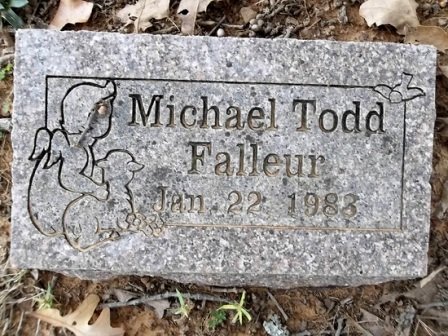 Michael Todd
Falleur
Jan. 22 1983